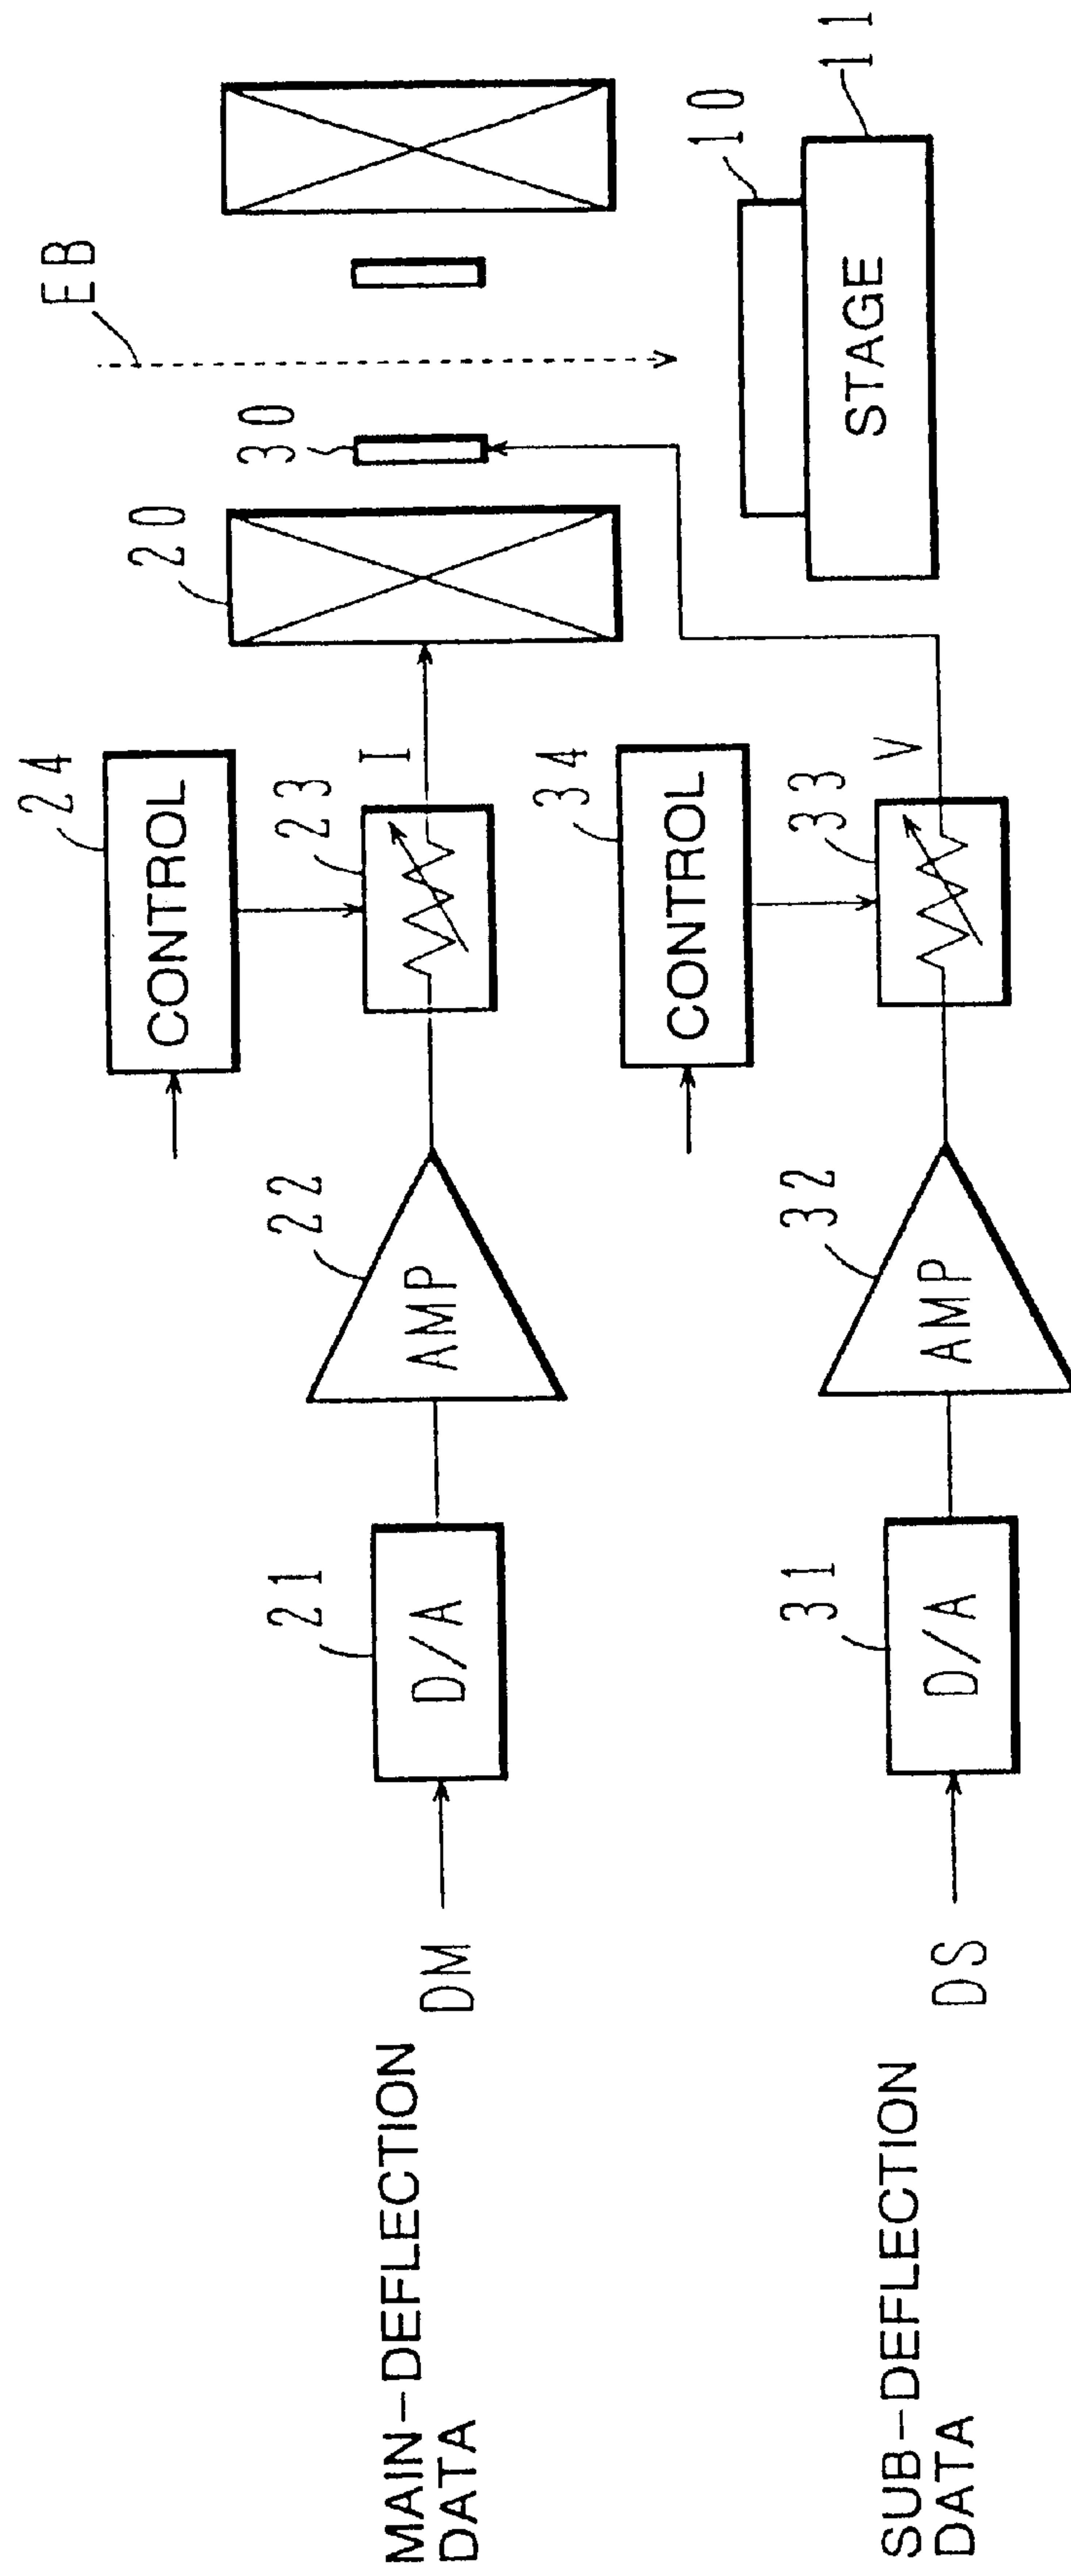 EB
24
CONTROL
20
30
10
11
MAIN-DEFLECTION
DATA
DM
21
D/A
22
AMP
23
I
STAGE
34
CONTROL
SUB-DEFLECTION
DATA
DS
31
D/A
32
AMP
33
V